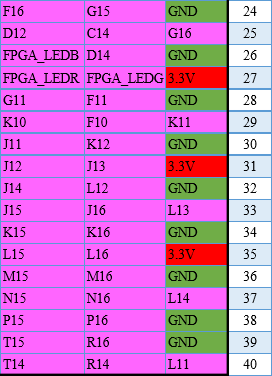 F16 G15 GND 24
D12 C14 G16 25
FPGA_LEDB D14 GND 26
FPGA_LEDR FPGA_LEDG 3.3V 27
G11 F11 GND 28
K10 F10 K11 29
J11 K12 GND 30
J12 J13 3.3V 31
J14 L12 GND 32
J15 J16 L13 33
K15 K16 GND 34
L15 L16 3.3V 35
M15 M16 GND 36
N15 N16 L14 37
P15 P16 GND 38
T15 R16 GND 39
T14 R14 L11 40